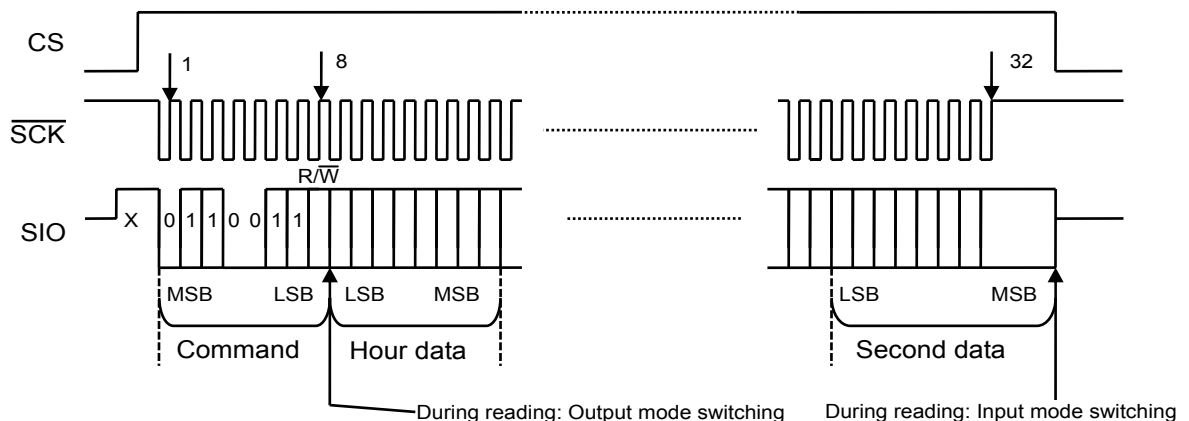 CS
1
8
32
SCK
R/W
SIO
X
0 1 1 0 0 1 1
MSB LSB LSB MSB LSB MSB
Command Hour data Second data
During reading: Output mode switching During reading: Input mode switching